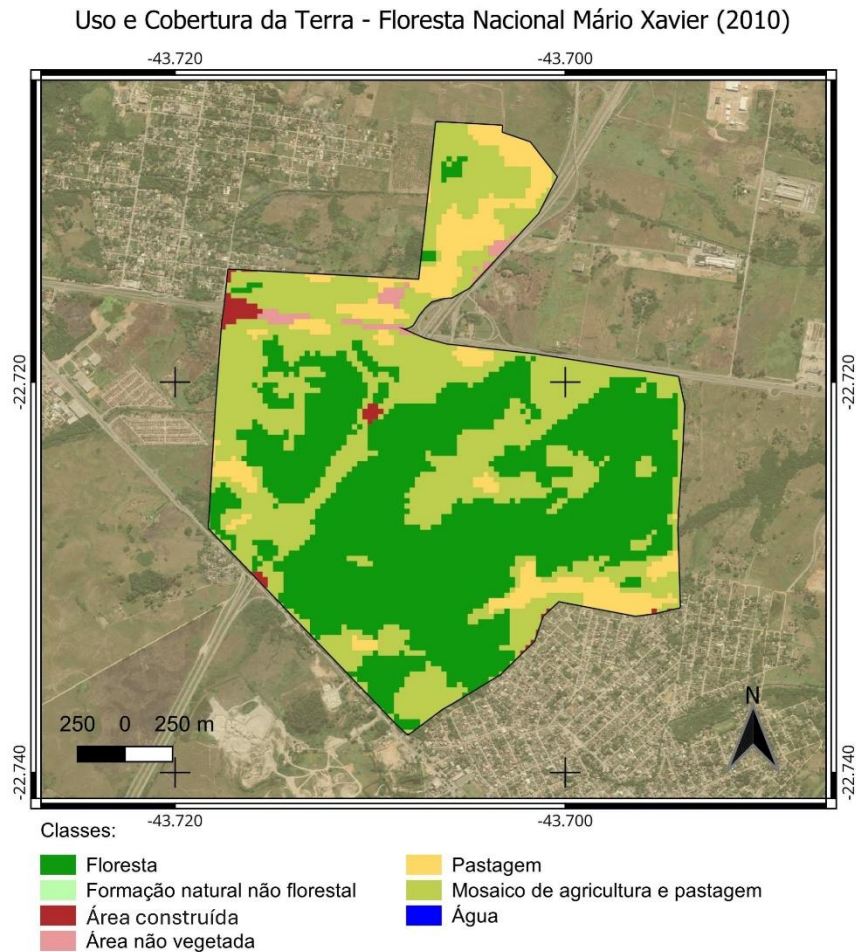 Uso e Cobertura da Terra - Floresta Nacional Mário Xavier (2010)
-43.720 -43.700
-22.720 -22.720
250 0 250 m
N
-22.740 -22.740
-43.720 -43.700
Classes:
Floresta
Formação natural não florestal
Área construída
Área não vegetada
Pastagem
Mosaico de agricultura e pastagem
Água